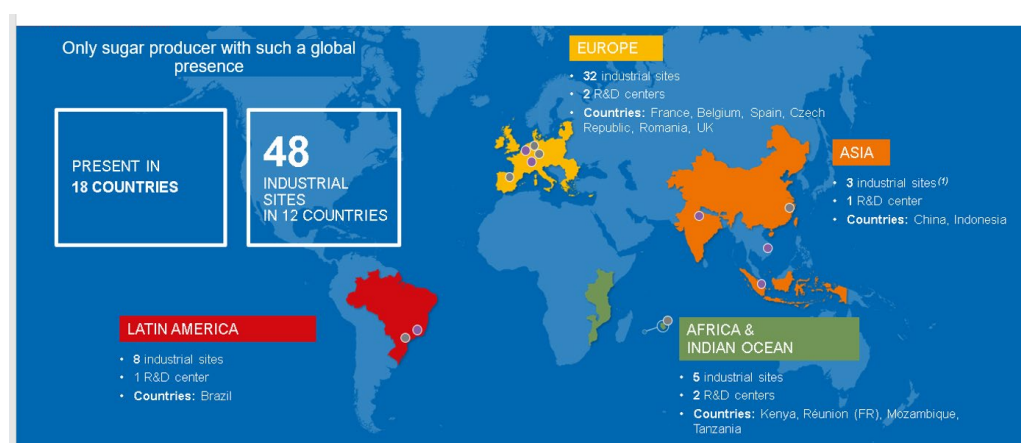 Only sugar producer with such a global
presence
PRESENT IN
18 COUNTRIES
48
INDUSTRIAL
SITES
IN 12 COUNTRIES
EUROPE
• 32 industrial sites
• 2 R&D centers
• Countries: France, Belgium, Spain, Czech
Republic, Romania, UK
ASIA
• 3 industrial sites(1)
• 1 R&D center
• Countries: China, Indonesia
LATIN AMERICA
• 8 industrial sites
• 1 R&D center
• Countries: Brazil
AFRICA &
INDIAN OCEAN
• 5 industrial sites
• 2 R&D centers
• Countries: Kenya, Réunion (FR), Mozambique,
Tanzania